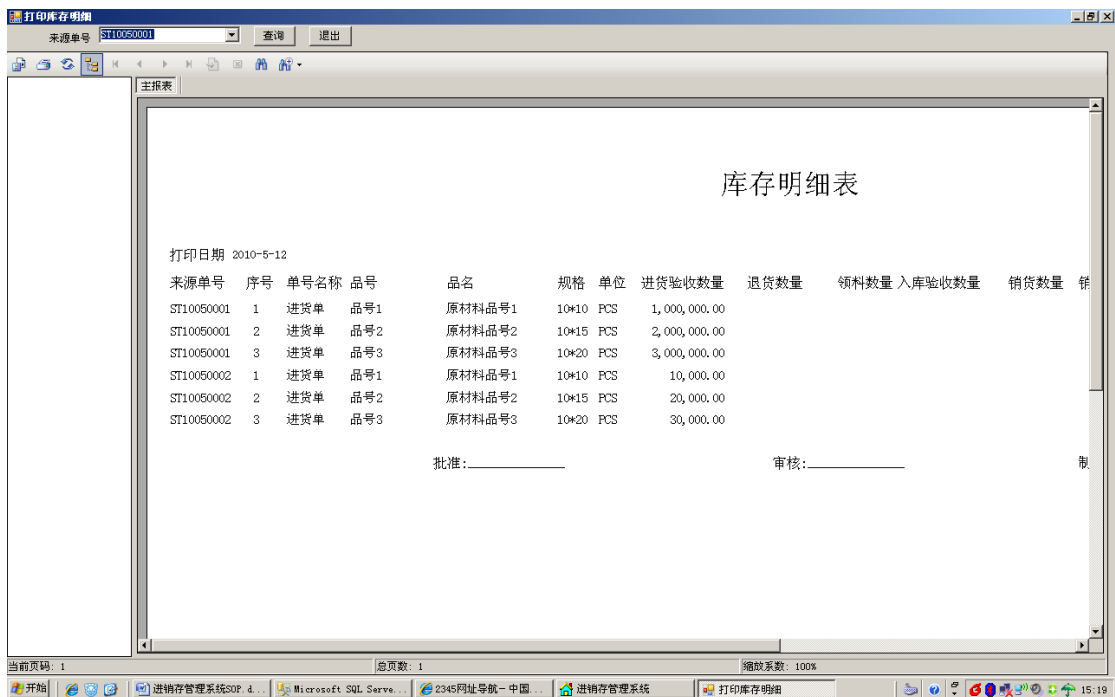 打印库存明细
来源单号 ST10050001 查询 退出
主报表
库存明细表
打印日期 2010-5-12
来源单号 序号 单号名称 品号 品名 规格 单位 进货验收数量 退货数量 领料数量 入库验收数量 销货数量 销
ST10050001 1 进货单 品号1 原材料品号1 10*10 PCS 1,000,000.00
ST10050001 2 进货单 品号2 原材料品号2 10*15 PCS 2,000,000.00
ST10050001 3 进货单 品号3 原材料品号3 10*20 PCS 3,000,000.00
ST10050002 1 进货单 品号1 原材料品号1 10*10 PCS 10,000.00
ST10050002 2 进货单 品号2 原材料品号2 10*15 PCS 20,000.00
ST10050002 3 进货单 品号3 原材料品号3 10*20 PCS 30,000.00
批准: 审核: 制
当前页码: 1 总页数: 1 缩放系数: 100%
开始 进销存管理系统SOP.d... Microsoft SQL Serve... 2345网址导航－中国... 进销存管理系统 打印库存明细 15:19